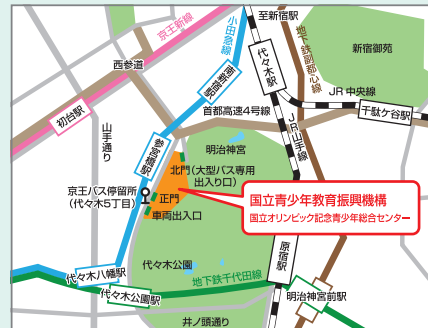 至新宿駅
京王新線
小田急線
代々木駅
地下鉄副都心線
新宿御苑
西参道
南新宿駅
JR中央線
千駄ケ谷駅
首都高速4号線
初台駅
山手通り
参宮橋駅
JR山手線
明治神宮
北門(大型バス専用
出入り口)
京王バス停留所
(代々木5丁目)
正門
車両出入口
国立青少年教育振興機構
国立オリンピック記念青少年総合センター
原宿駅
代々木公園
代々木八幡駅
地下鉄千代田線
代々木公園駅
明治神宮前駅
井ノ頭通り